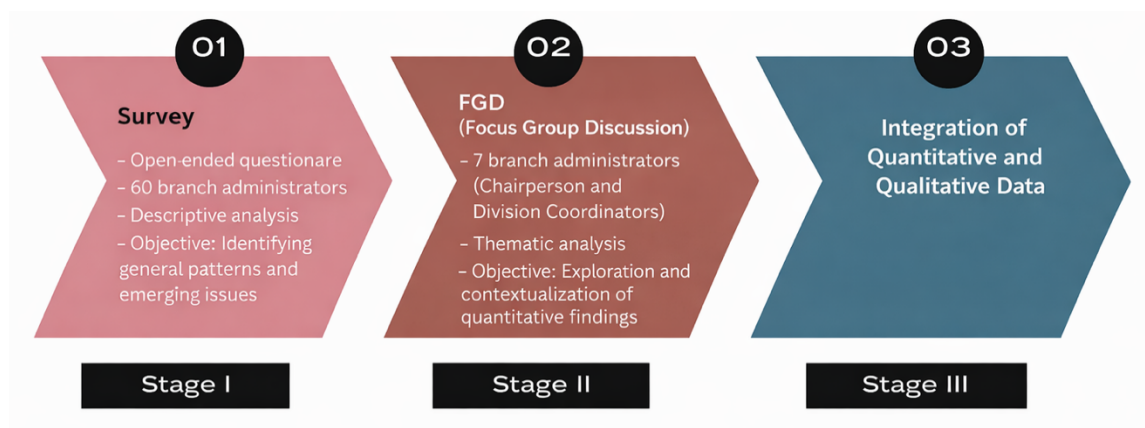 01
Survey
– Open-ended questionare
– 60 branch administrators
– Descriptive analysis
– Objective: Identifying
general patterns and
emerging issues
Stage I
02
FGD
(Focus Group Discussion)
– 7 branch administrators
(Chairperson and
Division Coordinators)
– Thematic analysis
– Objective: Exploration and
contextualization of
quantitative findings
Stage II
03
Integration of
Quantitative and
Qualitative Data
Stage III